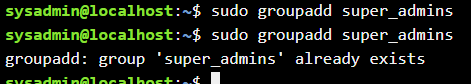 sysadmin@localhost:~$ sudo groupadd super_admins
sysadmin@localhost:~$ sudo groupadd super_admins
groupadd: group 'super_admins' already exists
sysadmin@localhost:~$